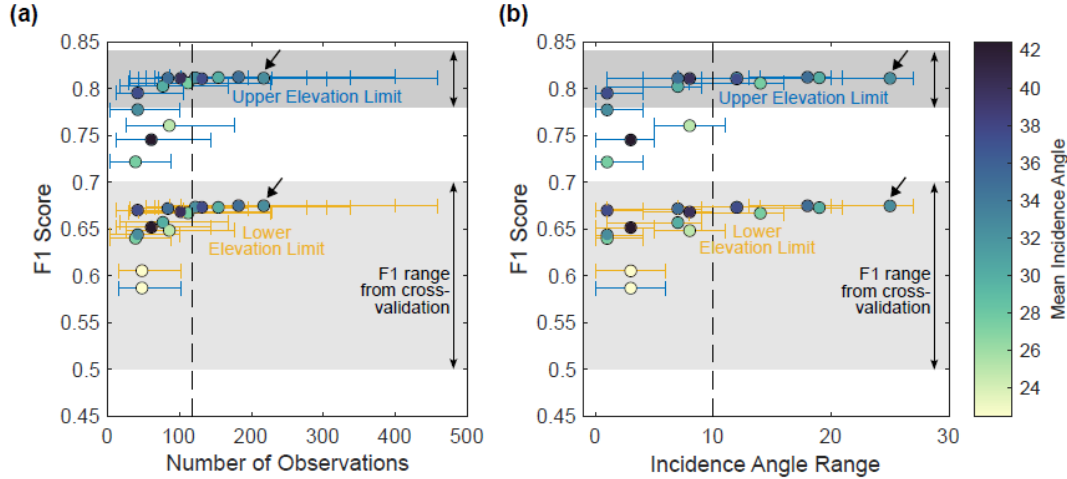 (a)
(b)
0.85
0.8
0.75
0.7
0.65
0.6
0.55
0.5
0.45
F1 Score
Upper Elevation Limit
Lower
Elevation Limit
F1 range
from cross-
validation
0
100
200
300
400
500
Number of Observations
0.85
0.8
0.75
0.7
0.65
0.6
0.55
0.5
0.45
F1 Score
Upper Elevation Limit
Lower
Elevation Limit
F1 range
from cross-
validation
0
10
20
30
Incidence Angle Range
42
40
38
36
34
32
30
28
26
24
Mean Incidence Angle